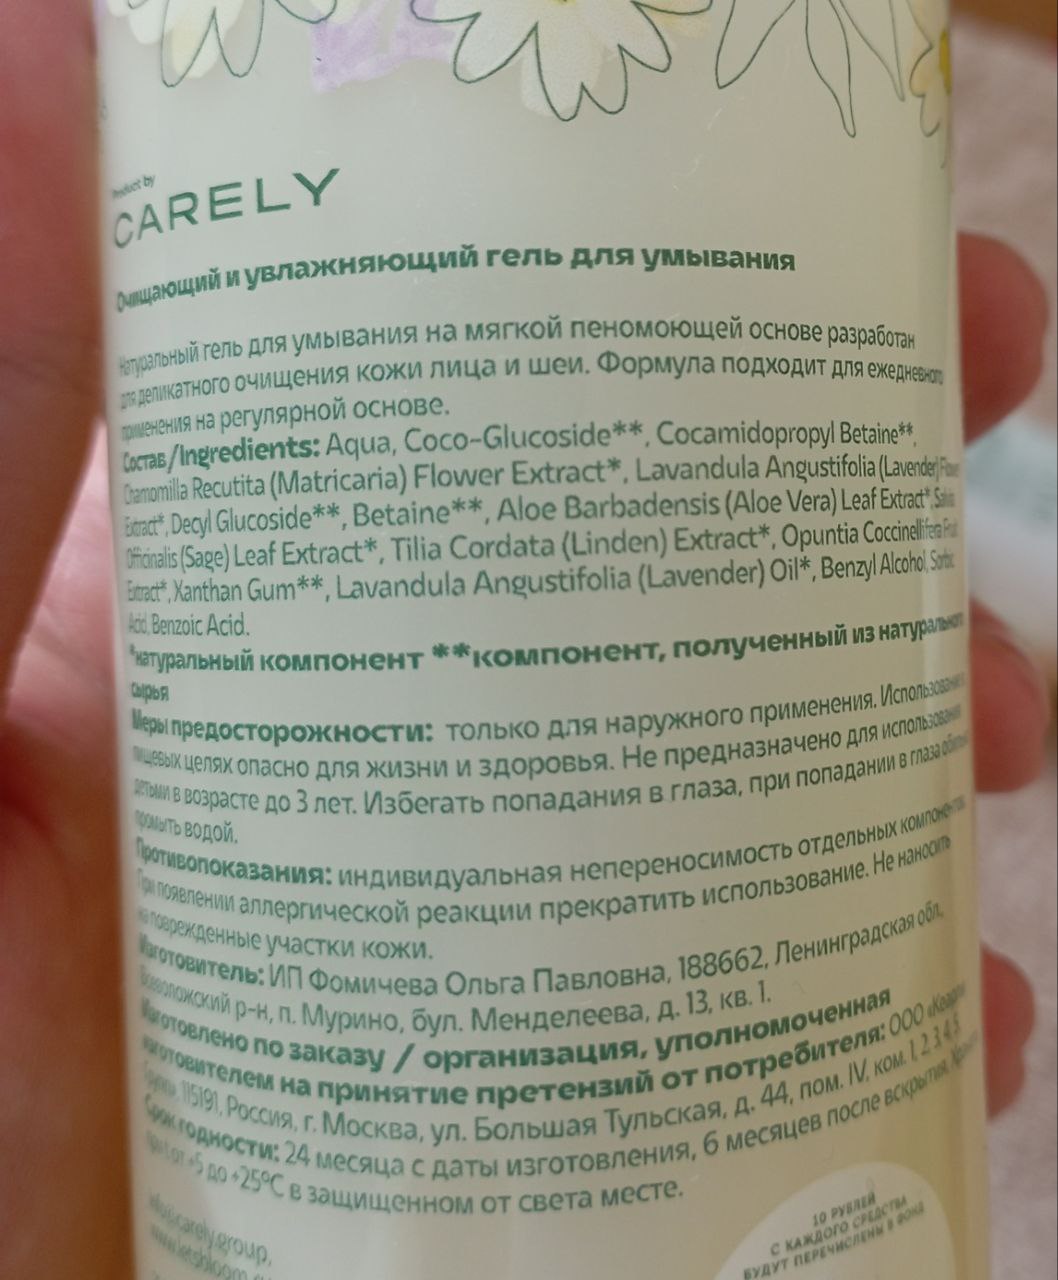 Product by
CARELY
Очищающий и увлажняющий гель для умывания
Натуральный гель для умывания на мягкой пеномоющей основе разработан
для деликатного очищения кожи лица и шеи. Формула подходит для ежедневного
применения на регулярной основе.
Состав/Ingredients: Aqua, Coco-Glucoside**, Cocamidopropyl Betaine**,
Chamomilla Recutita (Matricaria) Flower Extract*, Lavandula Angustifolia (Lavender) Flower
Extract*, Decyl Glucoside**, Betaine**, Aloe Barbadensis (Aloe Vera) Leaf Extract*, Salvia
Officinalis (Sage) Leaf Extract*, Tilia Cordata (Linden) Extract*, Opuntia Coccinellifera Fruit
Extract*, Xanthan Gum**, Lavandula Angustifolia (Lavender) Oil*, Benzyl Alcohol, Sorbic
Acid, Benzoic Acid.
*натуральный компонент **компонент, полученный из натурального
сырья
Меры предосторожности: только для наружного применения. Использование в
пищевых целях опасно для жизни и здоровья. Не предназначено для использования
детьми в возрасте до 3 лет. Избегать попадания в глаза, при попадании в глаза обильно
промыть водой.
Противопоказания: индивидуальная непереносимость отдельных компонентов.
При появлении аллергической реакции прекратить использование. Не наносить
на поврежденные участки кожи.
Изготовитель: ИП Фомичева Ольга Павловна, 188662, Ленинградская обл.,
Всеволожский р-н, п. Мурино, бул. Менделеева, д. 13, кв. 1.
Изготовлено по заказу / организация, уполномоченная
изготовителем на принятие претензий от потребителя: ООО «Кеарли
Групп», 115191, Россия, г. Москва, ул. Большая Тульская, д. 44, пом. IV, ком. 1, 2, 3, 4, 5.
Срок годности: 24 месяца с даты изготовления, 6 месяцев после вскрытия.
при t от +5 до +25°C в защищенном от света месте.
info@carely.group,
10 РУБЛЕЙ
С КАЖДОГО СРЕДСТВА
БУДУТ ПЕРЕЧИСЛЕНЫ В ФОНД